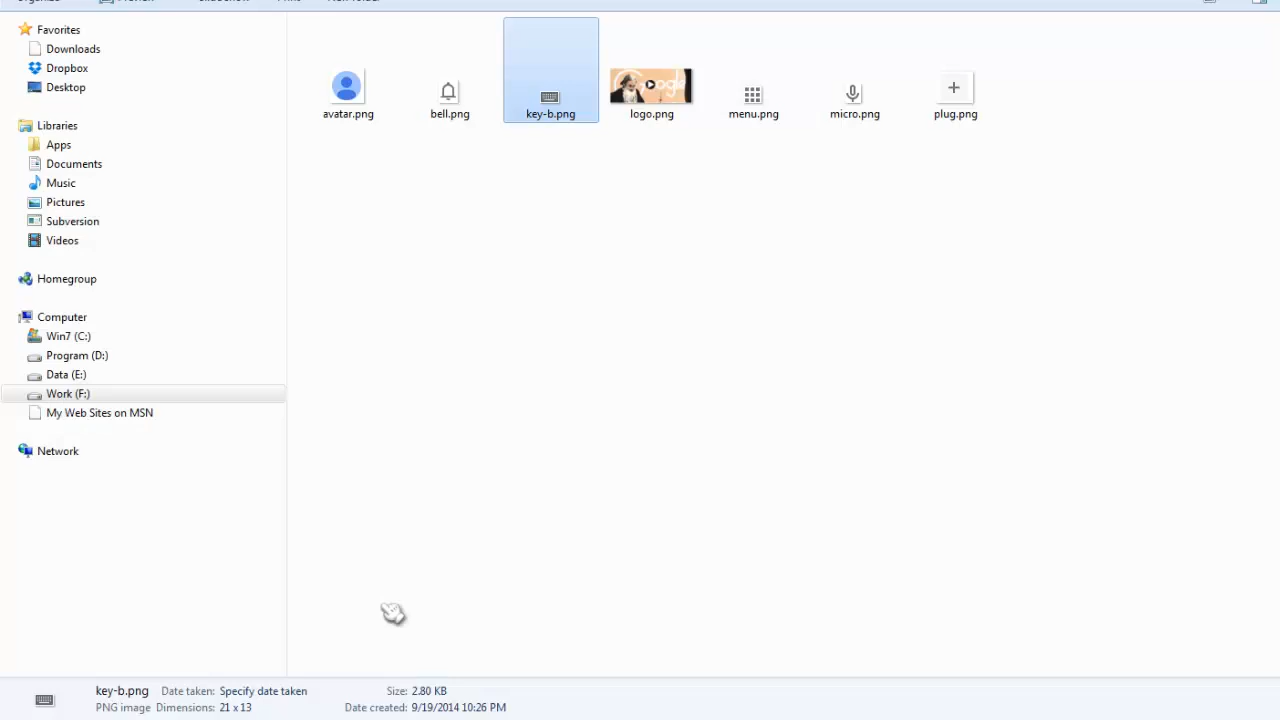 Favorites
Downloads
Dropbox
Desktop
Libraries
Apps
Documents
Music
Pictures
Subversion
Videos
Homegroup
Computer
Win7 (C:)
Program (D:)
Data (E:)
Work (F:)
My Web Sites on MSN
Network
avatar.png
bell.png
key-b.png
logo.png
menu.png
micro.png
plug.png
key-b.png Date taken: Specify date taken Size: 2.80 KB
PNG image Dimensions: 21 x 13 Date created: 9/19/2014 10:26 PM